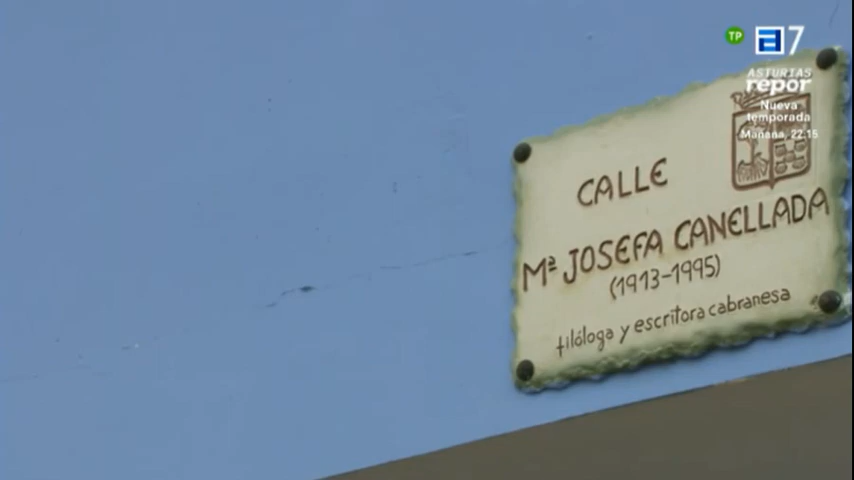 TP
A7
ASTURIAS
repor
Nueva
temporada
Mañana, 22.15
CALLE
Mª JOSEFA CANELLADA
(1913-1995)
filóloga y escritora cabranesa